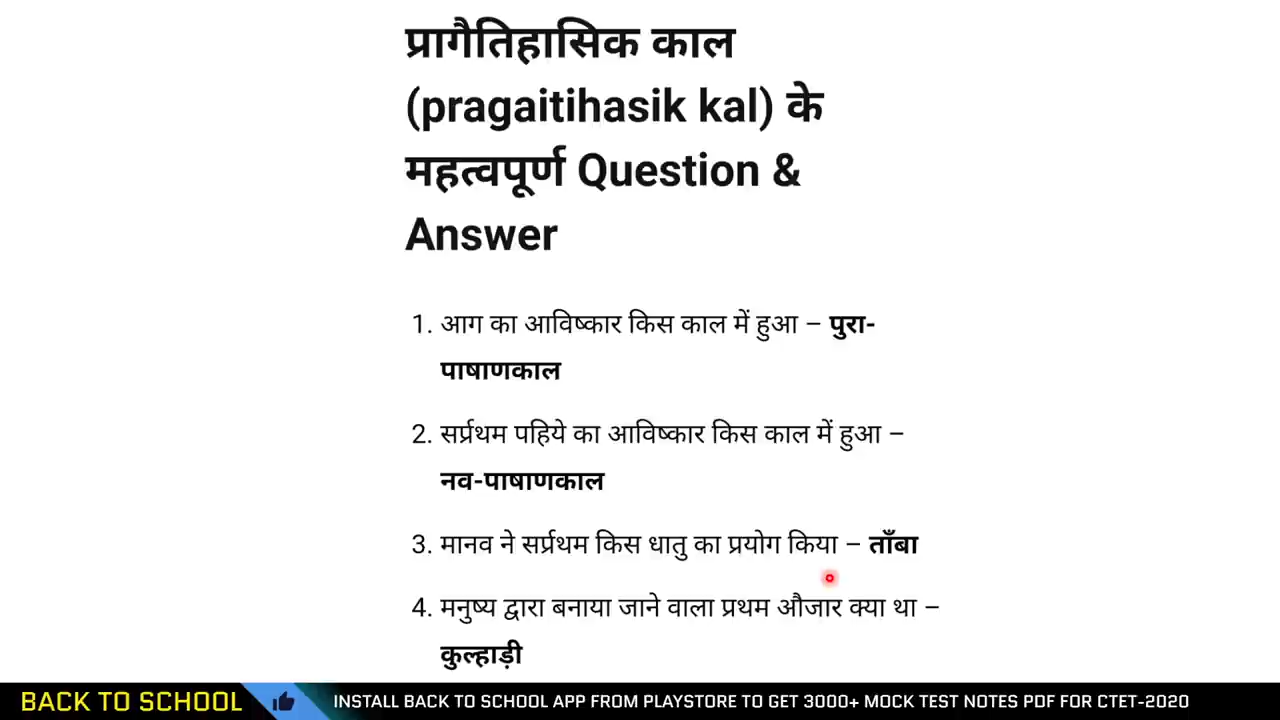 प्रागैतिहासिक काल
(pragaitihasik kal) के
महत्वपूर्ण Question &
Answer
1. आग का आविष्कार किस काल में हुआ – पुरा-
पाषाणकाल
2. सर्प्रथम पहिये का आविष्कार किस काल में हुआ –
नव-पाषाणकाल
3. मानव ने सर्प्रथम किस धातु का प्रयोग किया – ताँबा
4. मनुष्य द्वारा बनाया जाने वाला प्रथम औजार क्या था –
कुल्हाड़ी
BACK TO SCHOOL
INSTALL BACK TO SCHOOL APP FROM PLAYSTORE TO GET 3000+ MOCK TEST NOTES PDF FOR CTET-2020